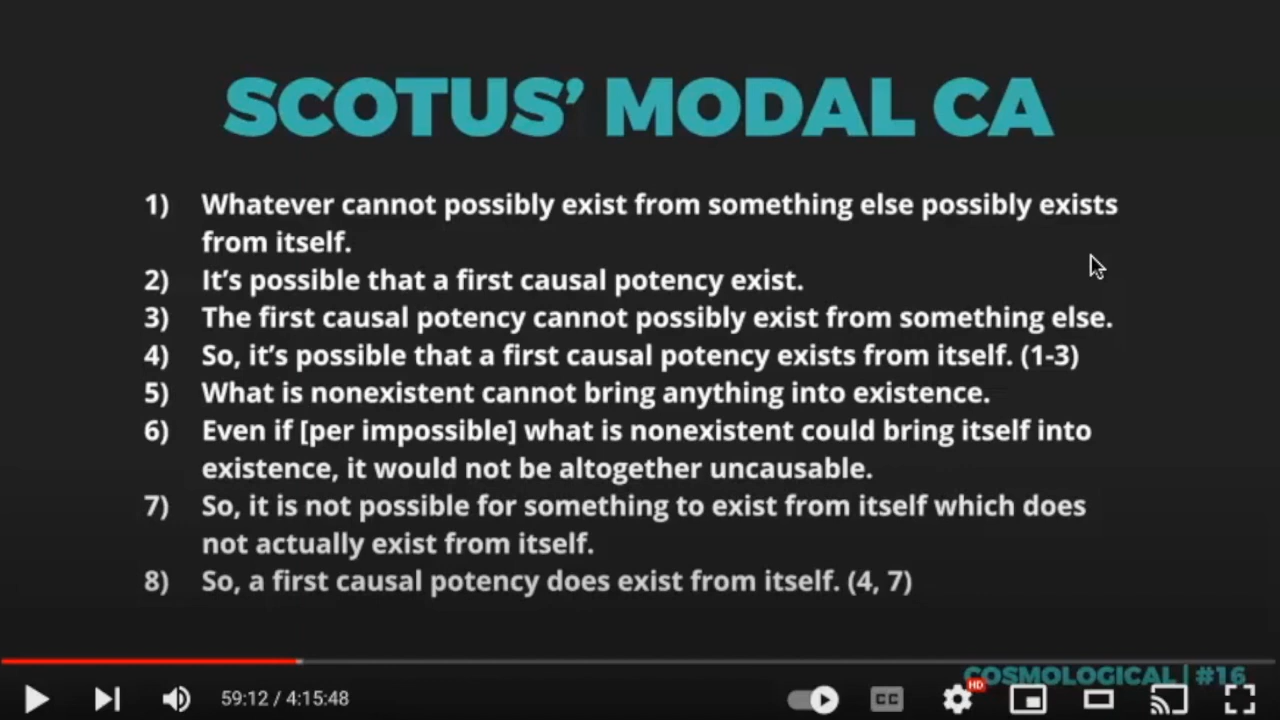 SCOTUS' MODAL CA
1) Whatever cannot possibly exist from something else possibly exists
from itself.
2) It's possible that a first causal potency exist.
3) The first causal potency cannot possibly exist from something else.
4) So, it's possible that a first causal potency exists from itself. (1-3)
5) What is nonexistent cannot bring anything into existence.
6) Even if [per impossible] what is nonexistent could bring itself into
existence, it would not be altogether uncausable.
7) So, it is not possible for something to exist from itself which does
not actually exist from itself.
8) So, a first causal potency does exist from itself. (4, 7)
COSMOLOGICAL | #16
59:12 / 4:15:48
CC
HD